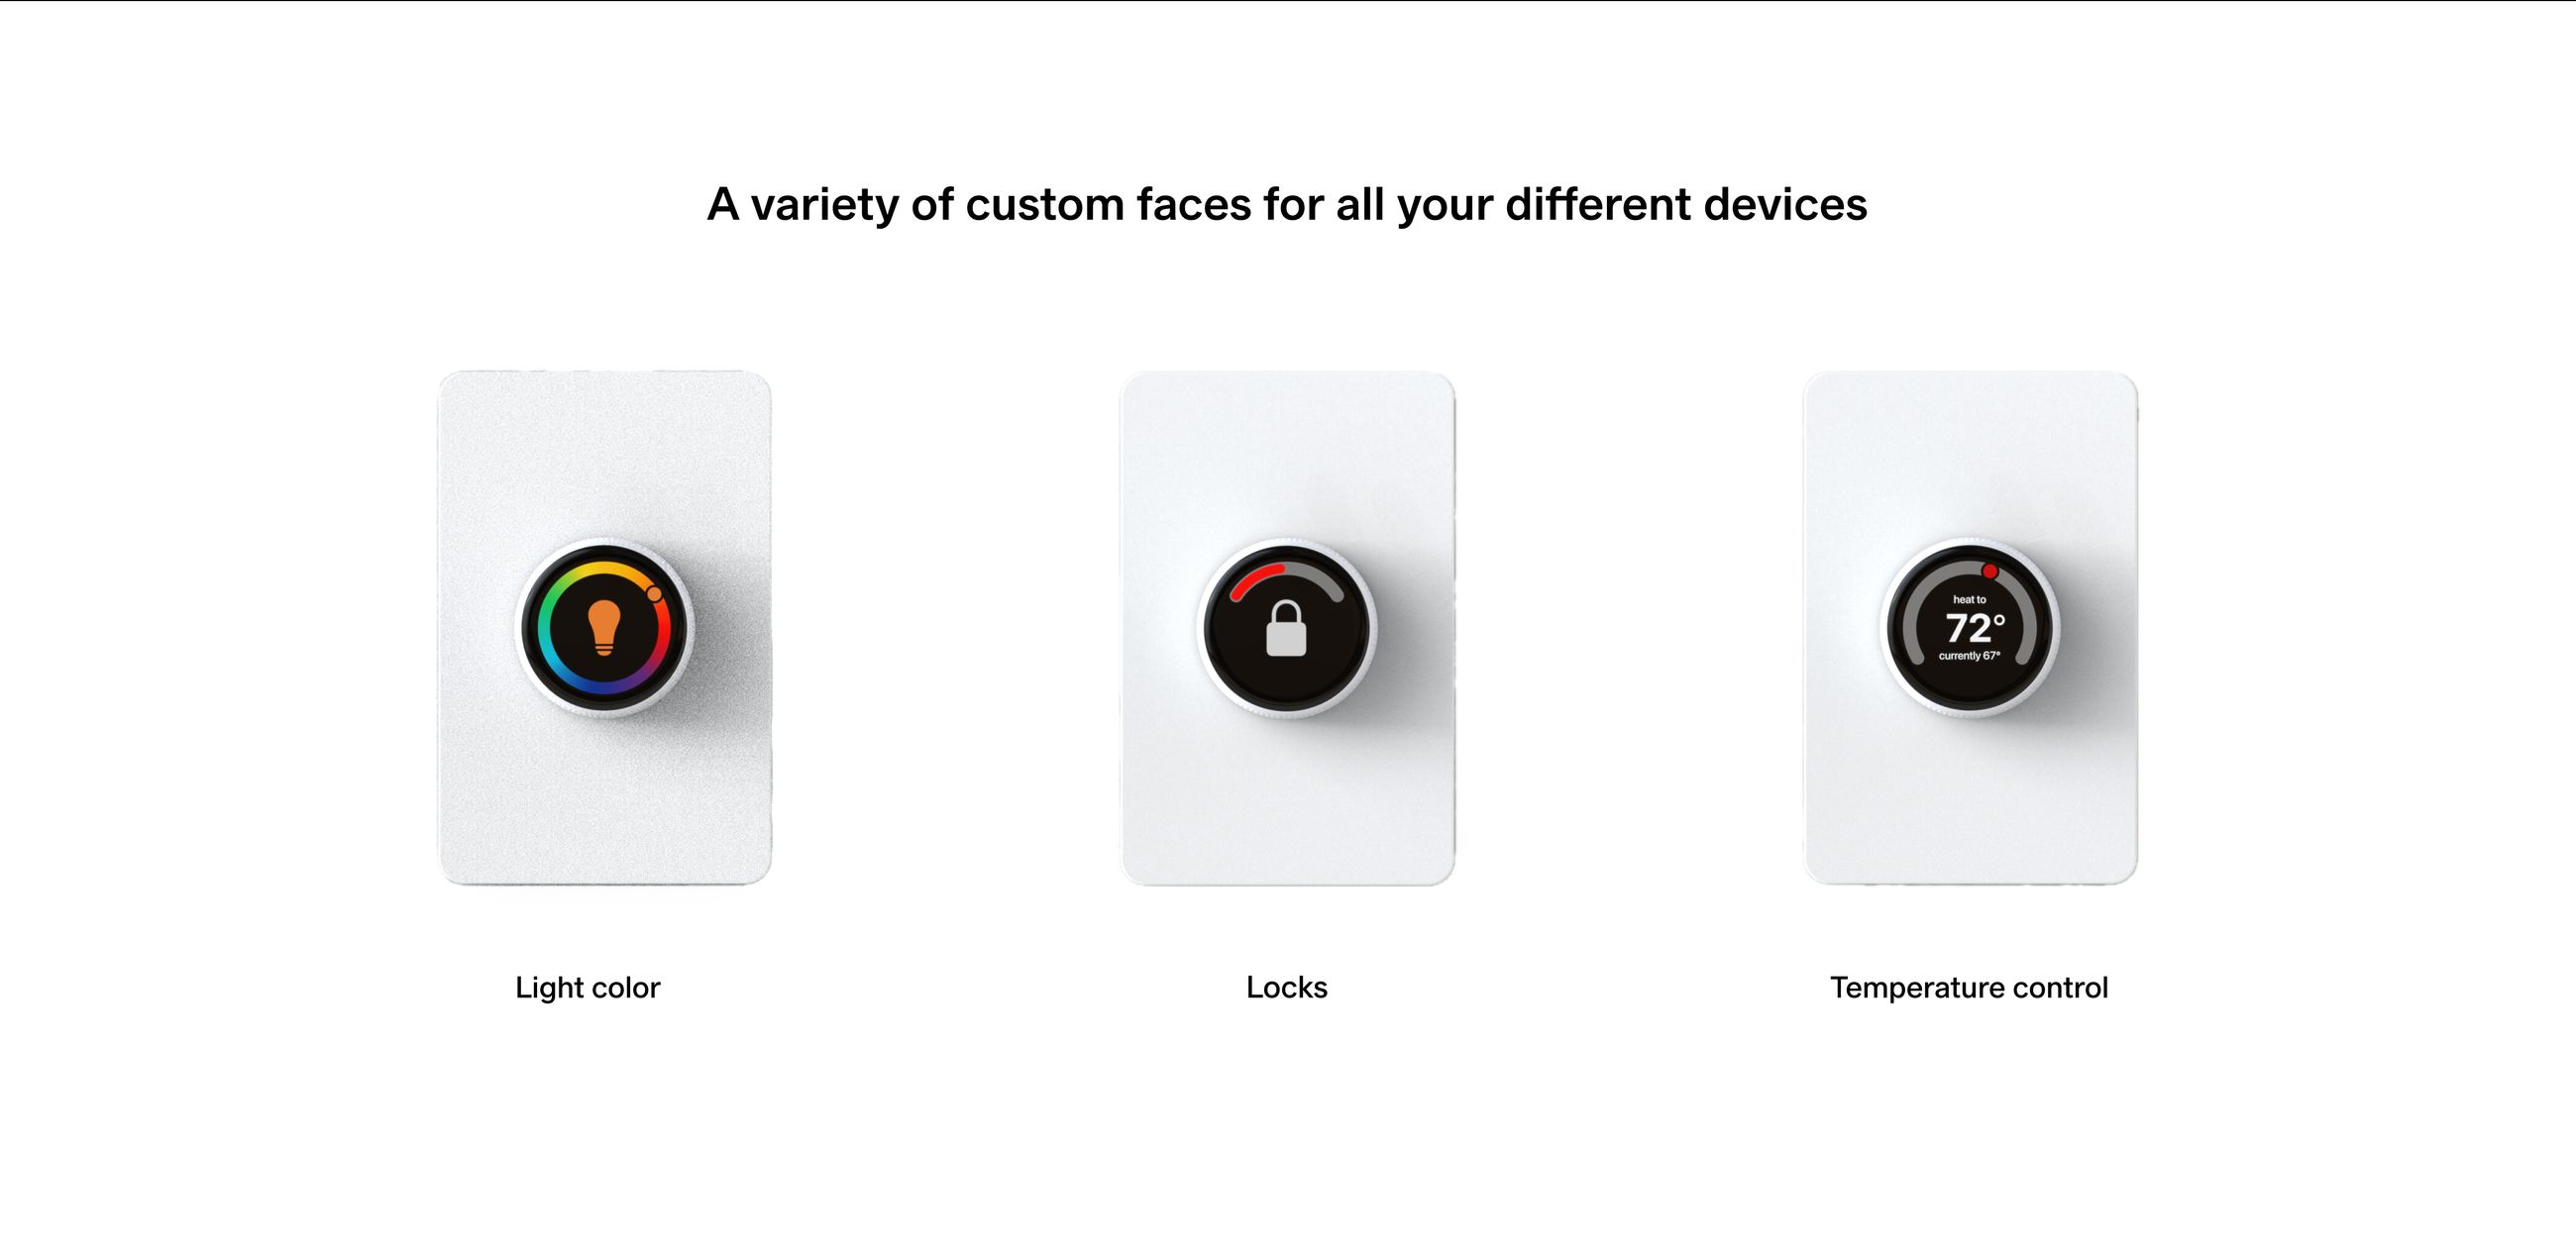 A variety of custom faces for all your different devices
heat to
72°
currently 67°
Light color
Locks
Temperature control